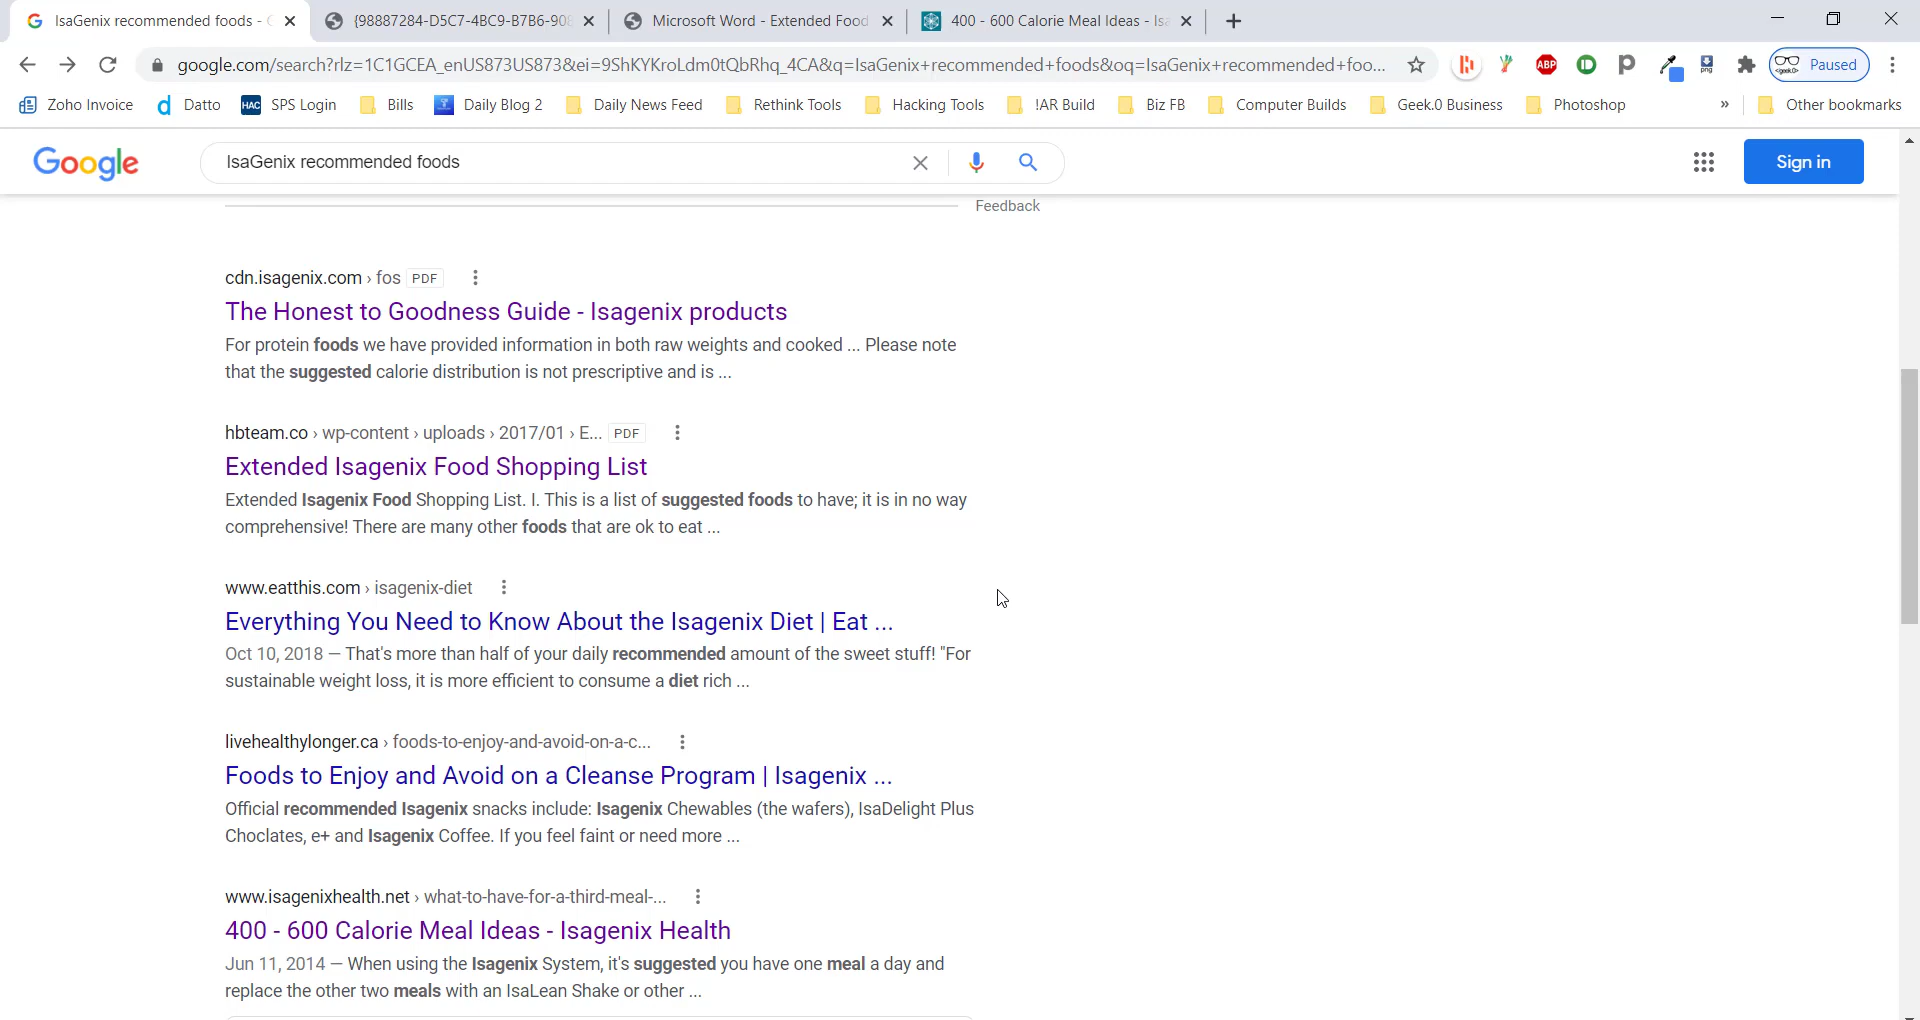 IsaGenix recommended foods - G
{98887284-D5C7-4BC9-B7B6-908
Microsoft Word - Extended Food
400 - 600 Calorie Meal Ideas - Isa
google.com/search?rlz=1C1GCEA_enUS873US873&ei=9ShKYKroLdm0tQbRhq_4CA&q=IsaGenix+recommended+foods&oq=IsaGenix+recommended+foo...
ABP
png
<geek.0>
Paused
Zoho Invoice
d Datto
HAC SPS Login
Bills
Daily Blog 2
Daily News Feed
Rethink Tools
Hacking Tools
!AR Build
Biz FB
Computer Builds
Geek.0 Business
Photoshop
»
Other bookmarks
Google
IsaGenix recommended foods
Sign in
Feedback
cdn.isagenix.com › fos PDF
The Honest to Goodness Guide - Isagenix products
For protein foods we have provided information in both raw weights and cooked ... Please note
that the suggested calorie distribution is not prescriptive and is ...
hbteam.co › wp-content › uploads › 2017/01 › E... PDF
Extended Isagenix Food Shopping List
Extended Isagenix Food Shopping List. I. This is a list of suggested foods to have; it is in no way
comprehensive! There are many other foods that are ok to eat ...
www.eatthis.com › isagenix-diet
Everything You Need to Know About the Isagenix Diet | Eat ...
Oct 10, 2018 — That's more than half of your daily recommended amount of the sweet stuff! "For
sustainable weight loss, it is more efficient to consume a diet rich ...
livehealthylonger.ca › foods-to-enjoy-and-avoid-on-a-c...
Foods to Enjoy and Avoid on a Cleanse Program | Isagenix ...
Official recommended Isagenix snacks include: Isagenix Chewables (the wafers), IsaDelight Plus
Choclates, e+ and Isagenix Coffee. If you feel faint or need more ...
www.isagenixhealth.net › what-to-have-for-a-third-meal-...
400 - 600 Calorie Meal Ideas - Isagenix Health
Jun 11, 2014 — When using the Isagenix System, it's suggested you have one meal a day and
replace the other two meals with an IsaLean Shake or other ...